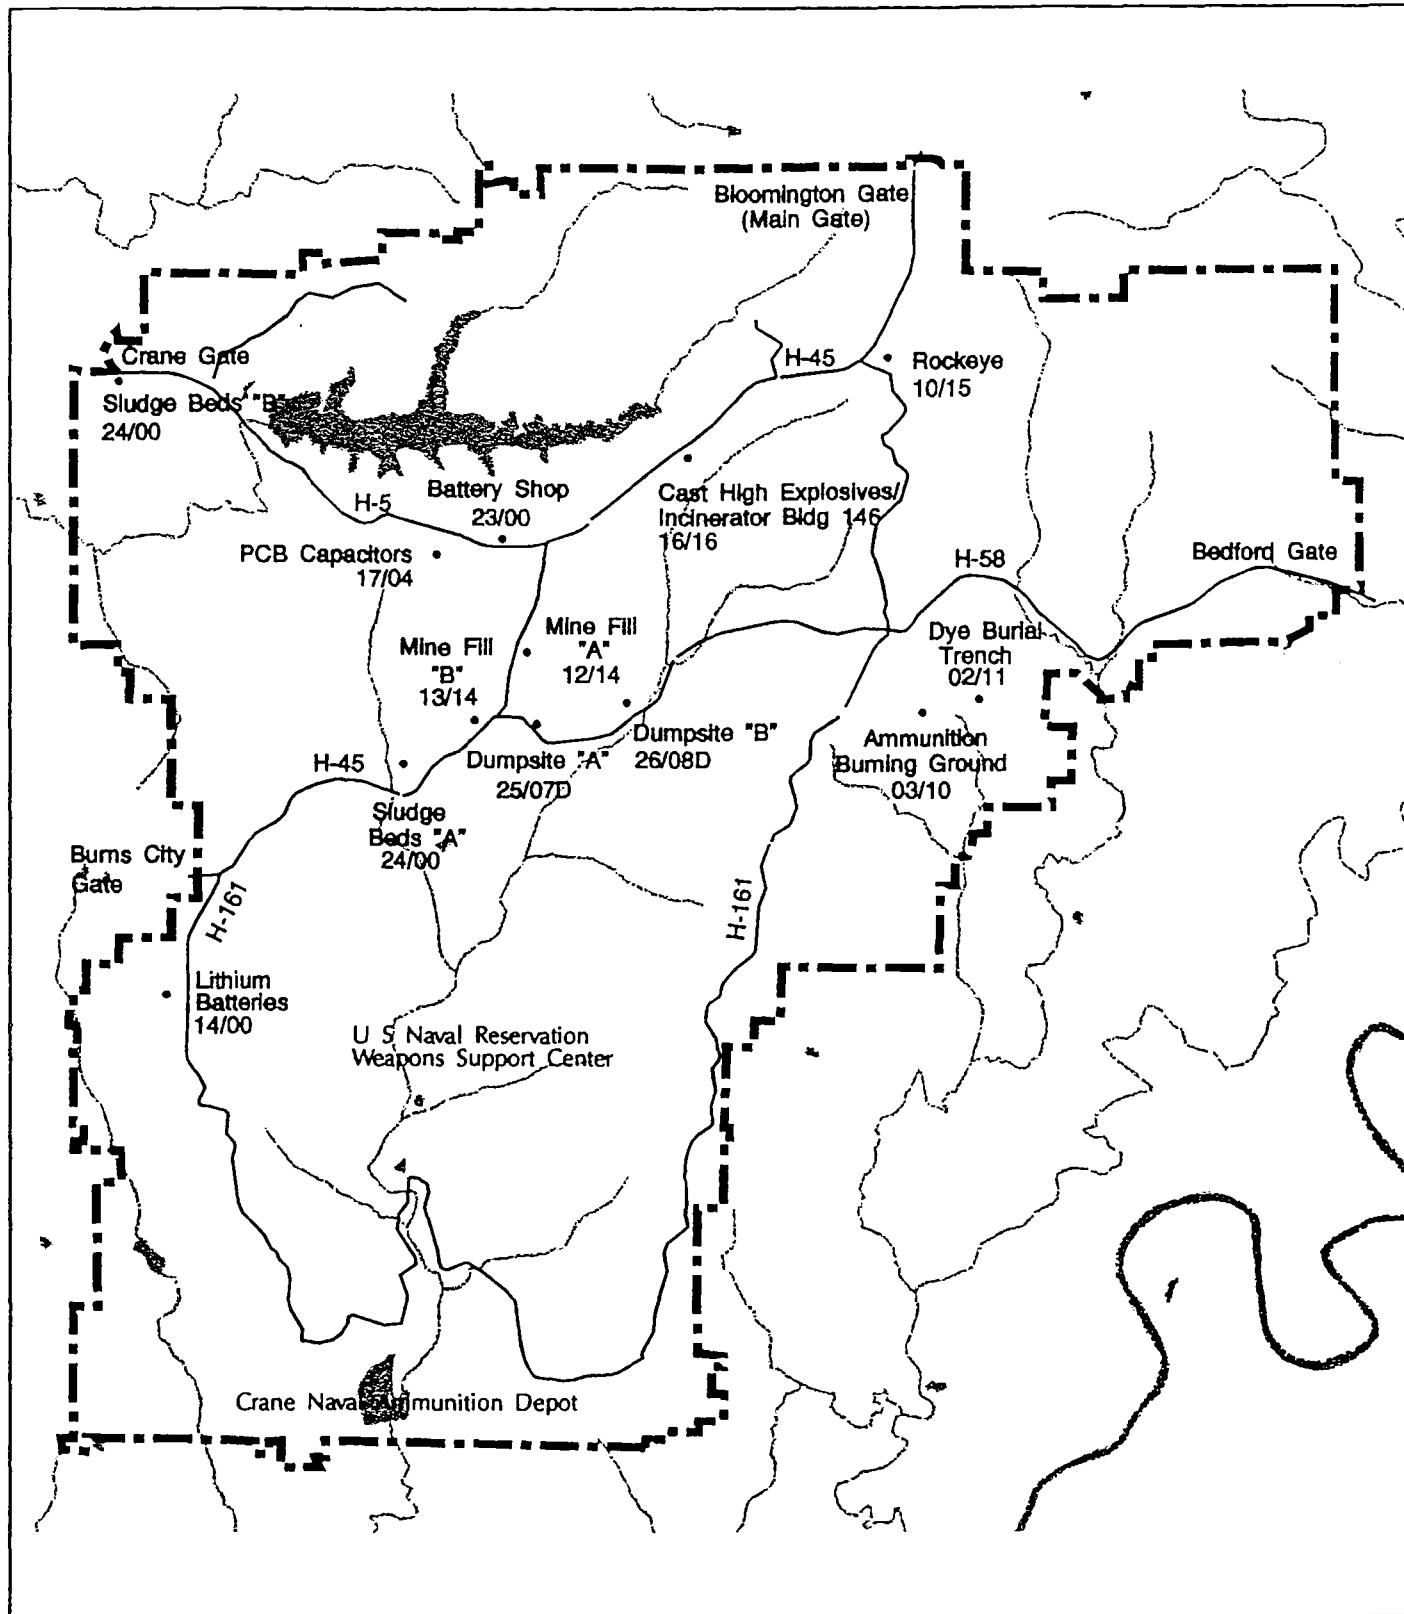 Bloomington Gate
(Main Gate)
Crane Gate
Sludge Beds "B"
24/00
H-45
Rockeye
10/15
H-5
Battery Shop
23/00
Cast High Explosives/
Incinerator Bldg 146
16/16
PCB Capacitors
17/04
H-58
Bedford Gate
Mine Fill
"B"
13/14
Mine Fill
"A"
12/14
Dye Burial
Trench
02/11
Dumpsite "A"
25/07D
Dumpsite "B"
26/08D
Ammunition
Burning Ground
03/10
H-45
Sludge
Beds "A"
24/00
Burns City
Gate
H-161
H-161
Lithium
Batteries
14/00
U S Naval Reservation
Weapons Support Center
Crane Naval Ammunition Depot